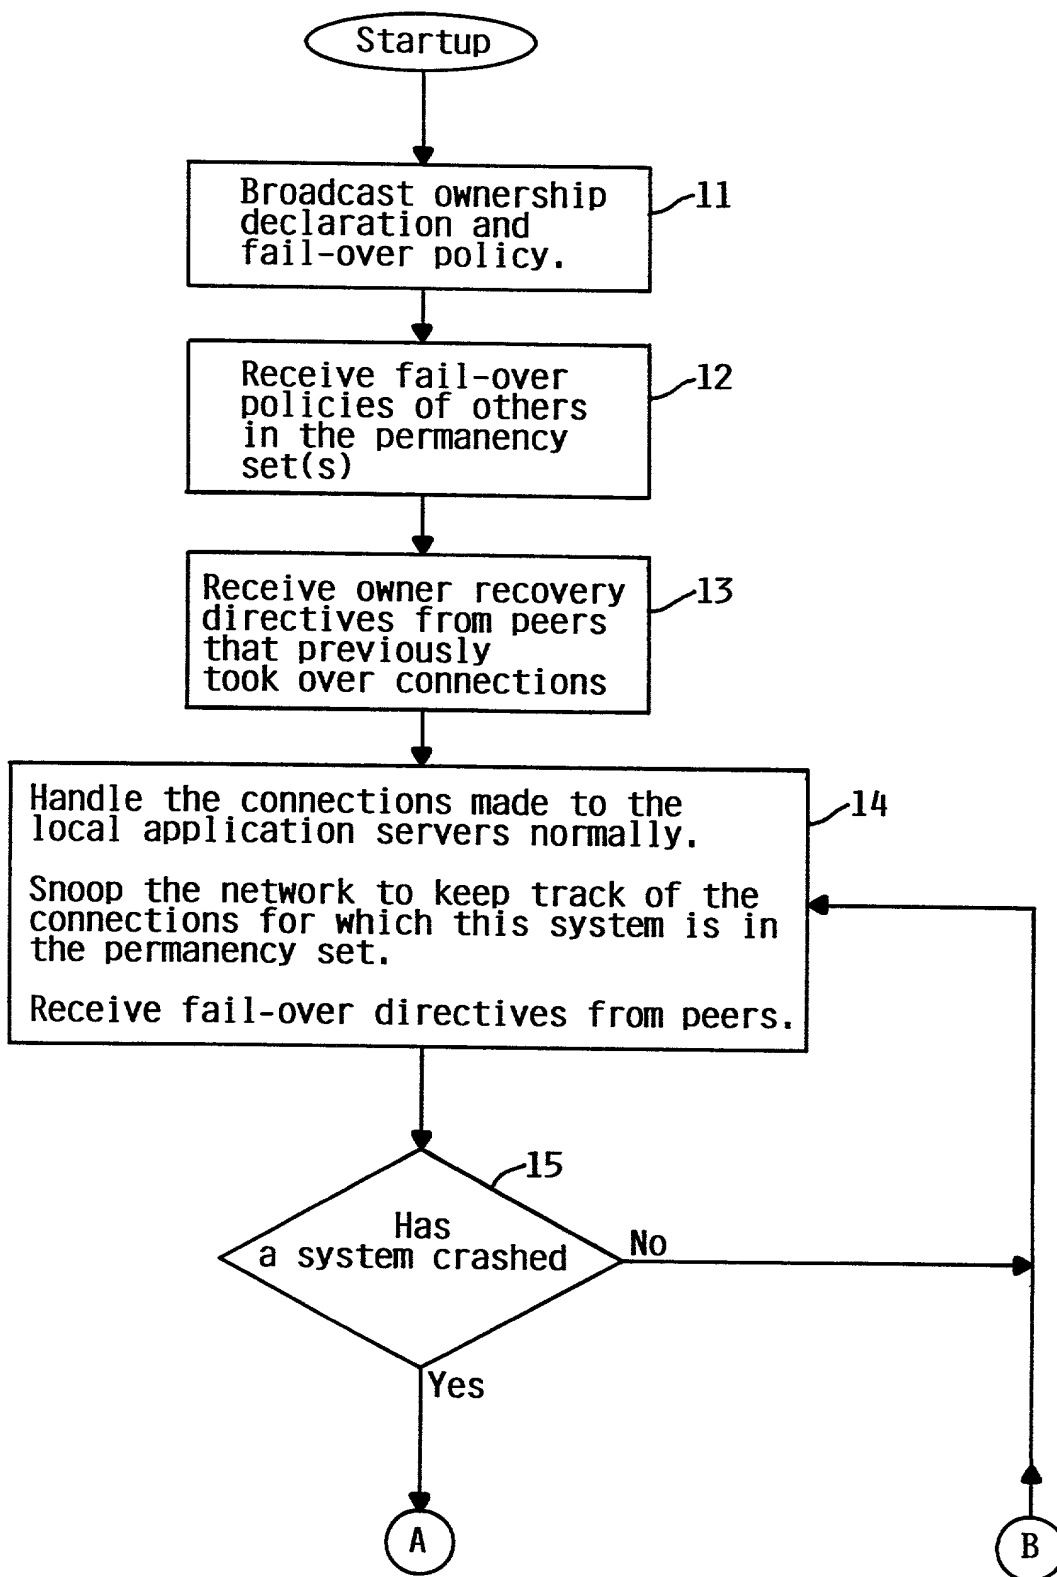 Startup
Broadcast ownership
declaration and
fail-over policy.
11
Receive fail-over
policies of others
in the permanency
set(s)
12
Receive owner recovery
directives from peers
that previously
took over connections
13
Handle the connections made to the
local application servers normally.
Snoop the network to keep track of the
connections for which this system is in
the permanency set.
Receive fail-over directives from peers.
14
15
Has
a system crashed
No
Yes
A
B